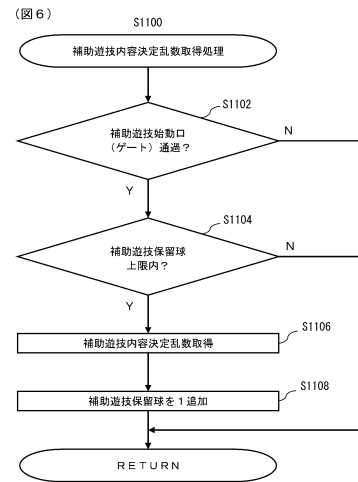 （図６）
S1100
補助遊技内容決定乱数取得処理
S1102
補助遊技始動口
（ゲート）通過？
N
Y
S1104
補助遊技保留球
上限内？
N
Y
S1106
補助遊技内容決定乱数取得
S1108
補助遊技保留球を１追加
ＲＥＴＵＲＮ